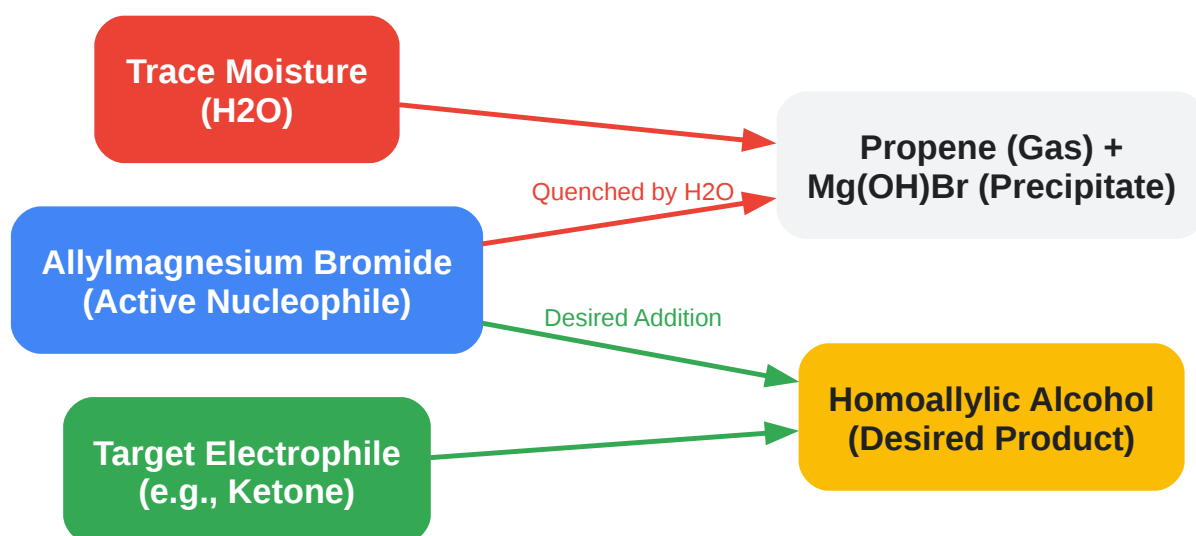 Trace Moisture
(H2O)
Propene (Gas) +
Mg(OH)Br (Precipitate)
Quenched by H2O
Allylmagnesium Bromide
(Active Nucleophile)
Desired Addition
Homoallylic Alcohol
(Desired Product)
Target Electrophile
(e.g., Ketone)